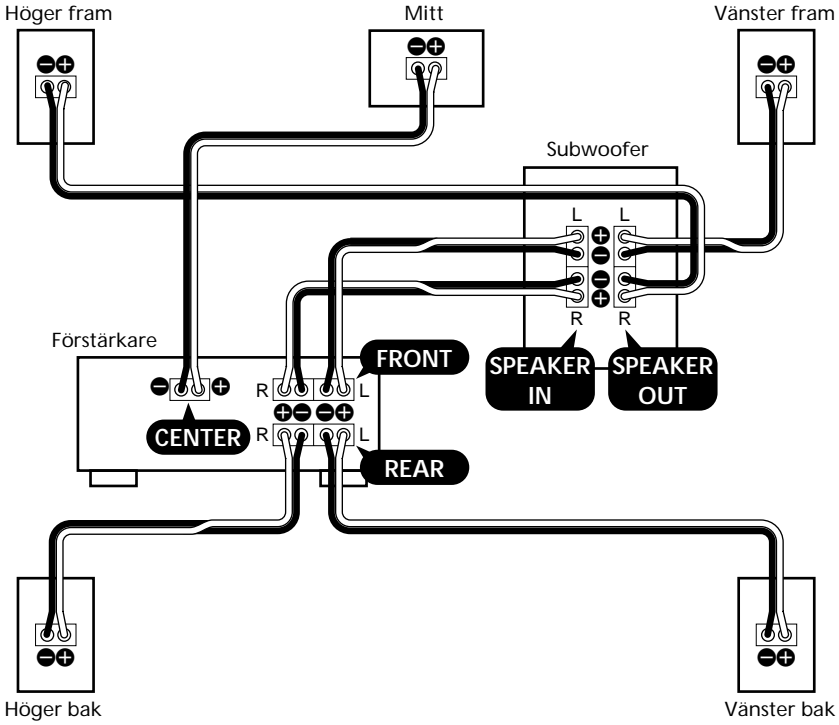 Höger fram
Mitt
Vänster fram
Subwoofer
L L
R R
SPEAKER IN
SPEAKER OUT
Förstärkare
FRONT
R L
CENTER
R L
REAR
Höger bak
Vänster bak